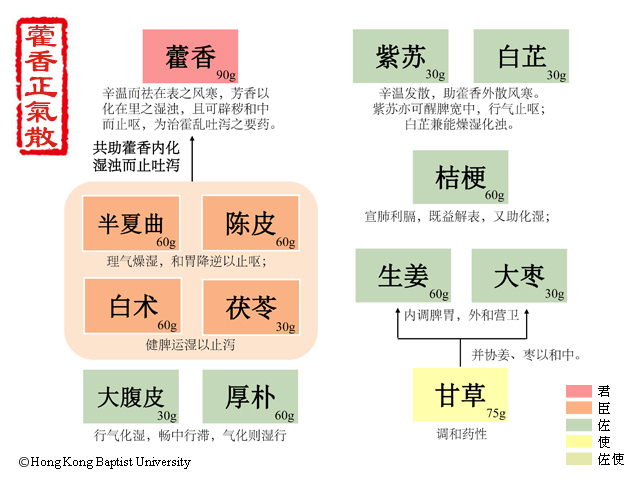 藿香正氣散
藿香
90g
辛温而祛在表之风寒，芳香以
化在里之湿浊，且可辟秽和中
而止呕，为治霍乱吐泻之要药。
共助藿香内化
湿浊而止吐泻
半夏曲
60g
陈皮
60g
理气燥湿，和胃降逆以止呕；
白术
60g
茯苓
30g
健脾运湿以止泻
大腹皮
30g
厚朴
60g
行气化湿，畅中行滞，气化则湿行
紫苏
30g
白芷
30g
辛温发散，助藿香外散风寒。
紫苏亦可醒脾宽中，行气止呕；
白芷兼能燥湿化浊。
桔梗
60g
宣肺利膈，既益解表，又助化湿；
生姜
60g
大枣
30g
内调脾胃，外和营卫
并协姜、枣以和中。
甘草
75g
调和药性
君
臣
佐
使
佐使
©Hong Kong Baptist University